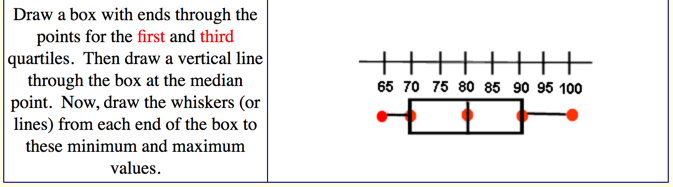 Draw a box with ends through the
points for the first and third
quartiles. Then draw a vertical line
through the box at the median
point. Now, draw the whiskers (or
lines) from each end of the box to
these minimum and maximum
values.
65 70 75 80 85 90 95 100